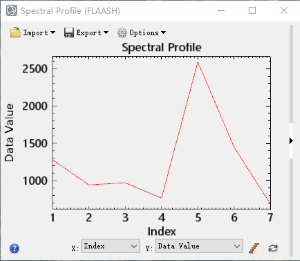 Spectral Profile (FLAASH)
Import Export Options
Spectral Profile
2500
2000
1500
1000
Data Value
1 2 3 4 5 6 7
Index
X: Index Y: Data Value